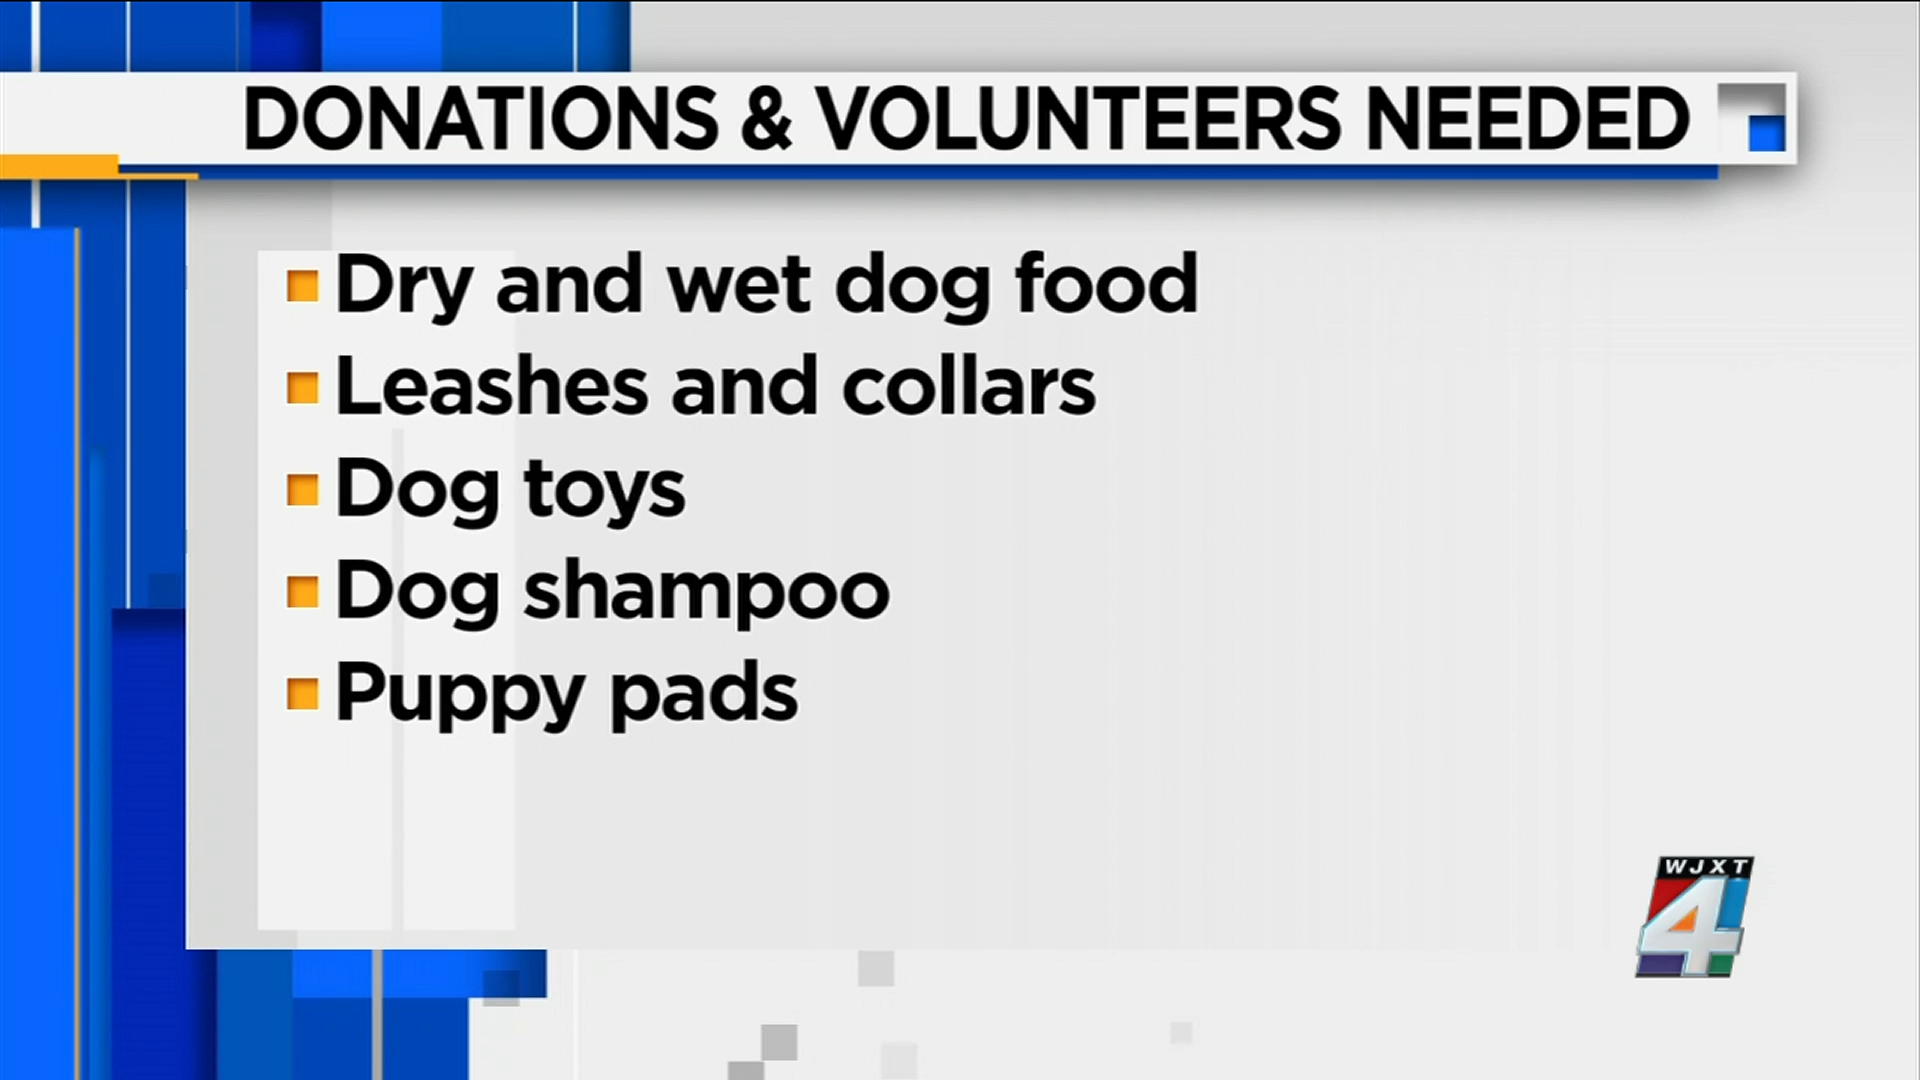 DONATIONS & VOLUNTEERS NEEDED
Dry and wet dog food
Leashes and collars
Dog toys
Dog shampoo
Puppy pads
WJXT
4